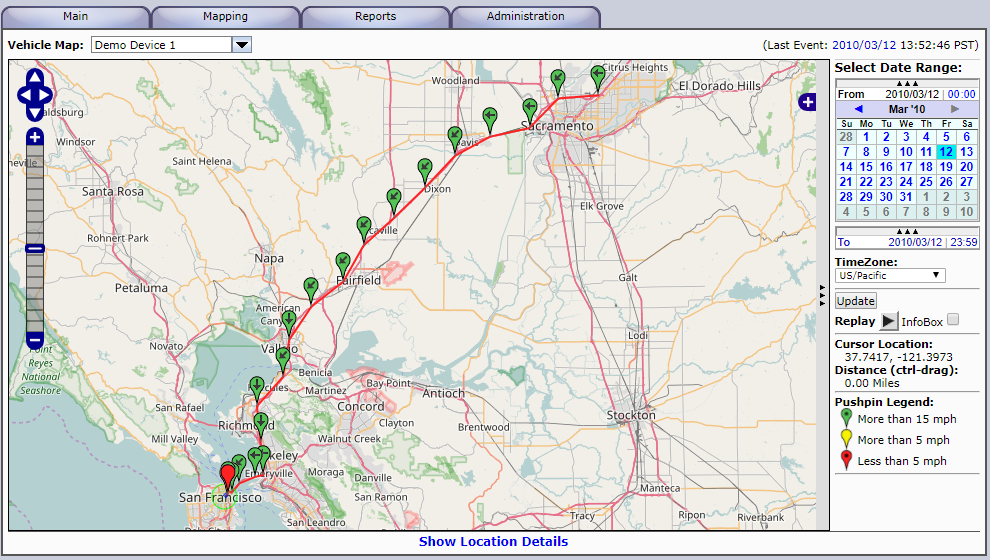 Main Mapping Reports Administration
Vehicle Map: Demo Device 1
(Last Event: 2010/03/12 13:52:46 PST)
Citrus Heights
Woodland
El Dorado Hills
aldsburg
Sacramento
Windsor
Davis
neville
Saint Helena
Dixon
Santa Rosa
Elk Grove
Rohnert Park
caville
Napa
Fairfield
Galt
Petaluma
American
Cany
Lodi
Novato
Vallejo
Point
Reyes
National
Seashore
Benicia
Martinez
Bay Point
Antioch
Hercules
San Rafael
Concord
Stockton
Richmond
Clayton
Brentwood
Mill Valley
Walnut Creek
keley
Emeryville
Moraga
Danville
San Francisco
San Ramon
Manteca
San Leandro
Tracy
Ripon
Riverbank
Daly City
Show Location Details
Select Date Range:
From 2010/03/12 | 00:00
Mar '10
Su Mo Tu We Th Fr Sa
28 1 2 3 4 5 6
7 8 9 10 11 12 13
14 15 16 17 18 19 20
21 22 23 24 25 26 27
28 29 30 31 1 2 3
4 5 6 7 8 9 10
To 2010/03/12 | 23:59
TimeZone:
US/Pacific
Update
Replay InfoBox
Cursor Location:
37.7417, -121.3973
Distance (ctrl-drag):
0.00 Miles
Pushpin Legend:
More than 15 mph
More than 5 mph
Less than 5 mph